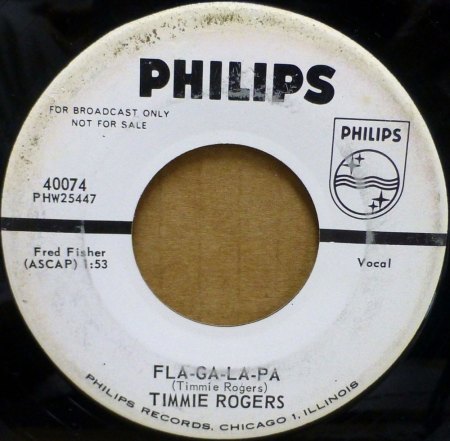 PHILIPS
FOR BROADCAST ONLY
NOT FOR SALE
PHILIPS
40074
PHW25447
Fred Fisher
(ASCAP) 1:53
Vocal
FLA-GA-LA-PA
(Timmie Rogers)
TIMMIE ROGERS
PHILIPS RECORDS, CHICAGO 1, ILLINOIS